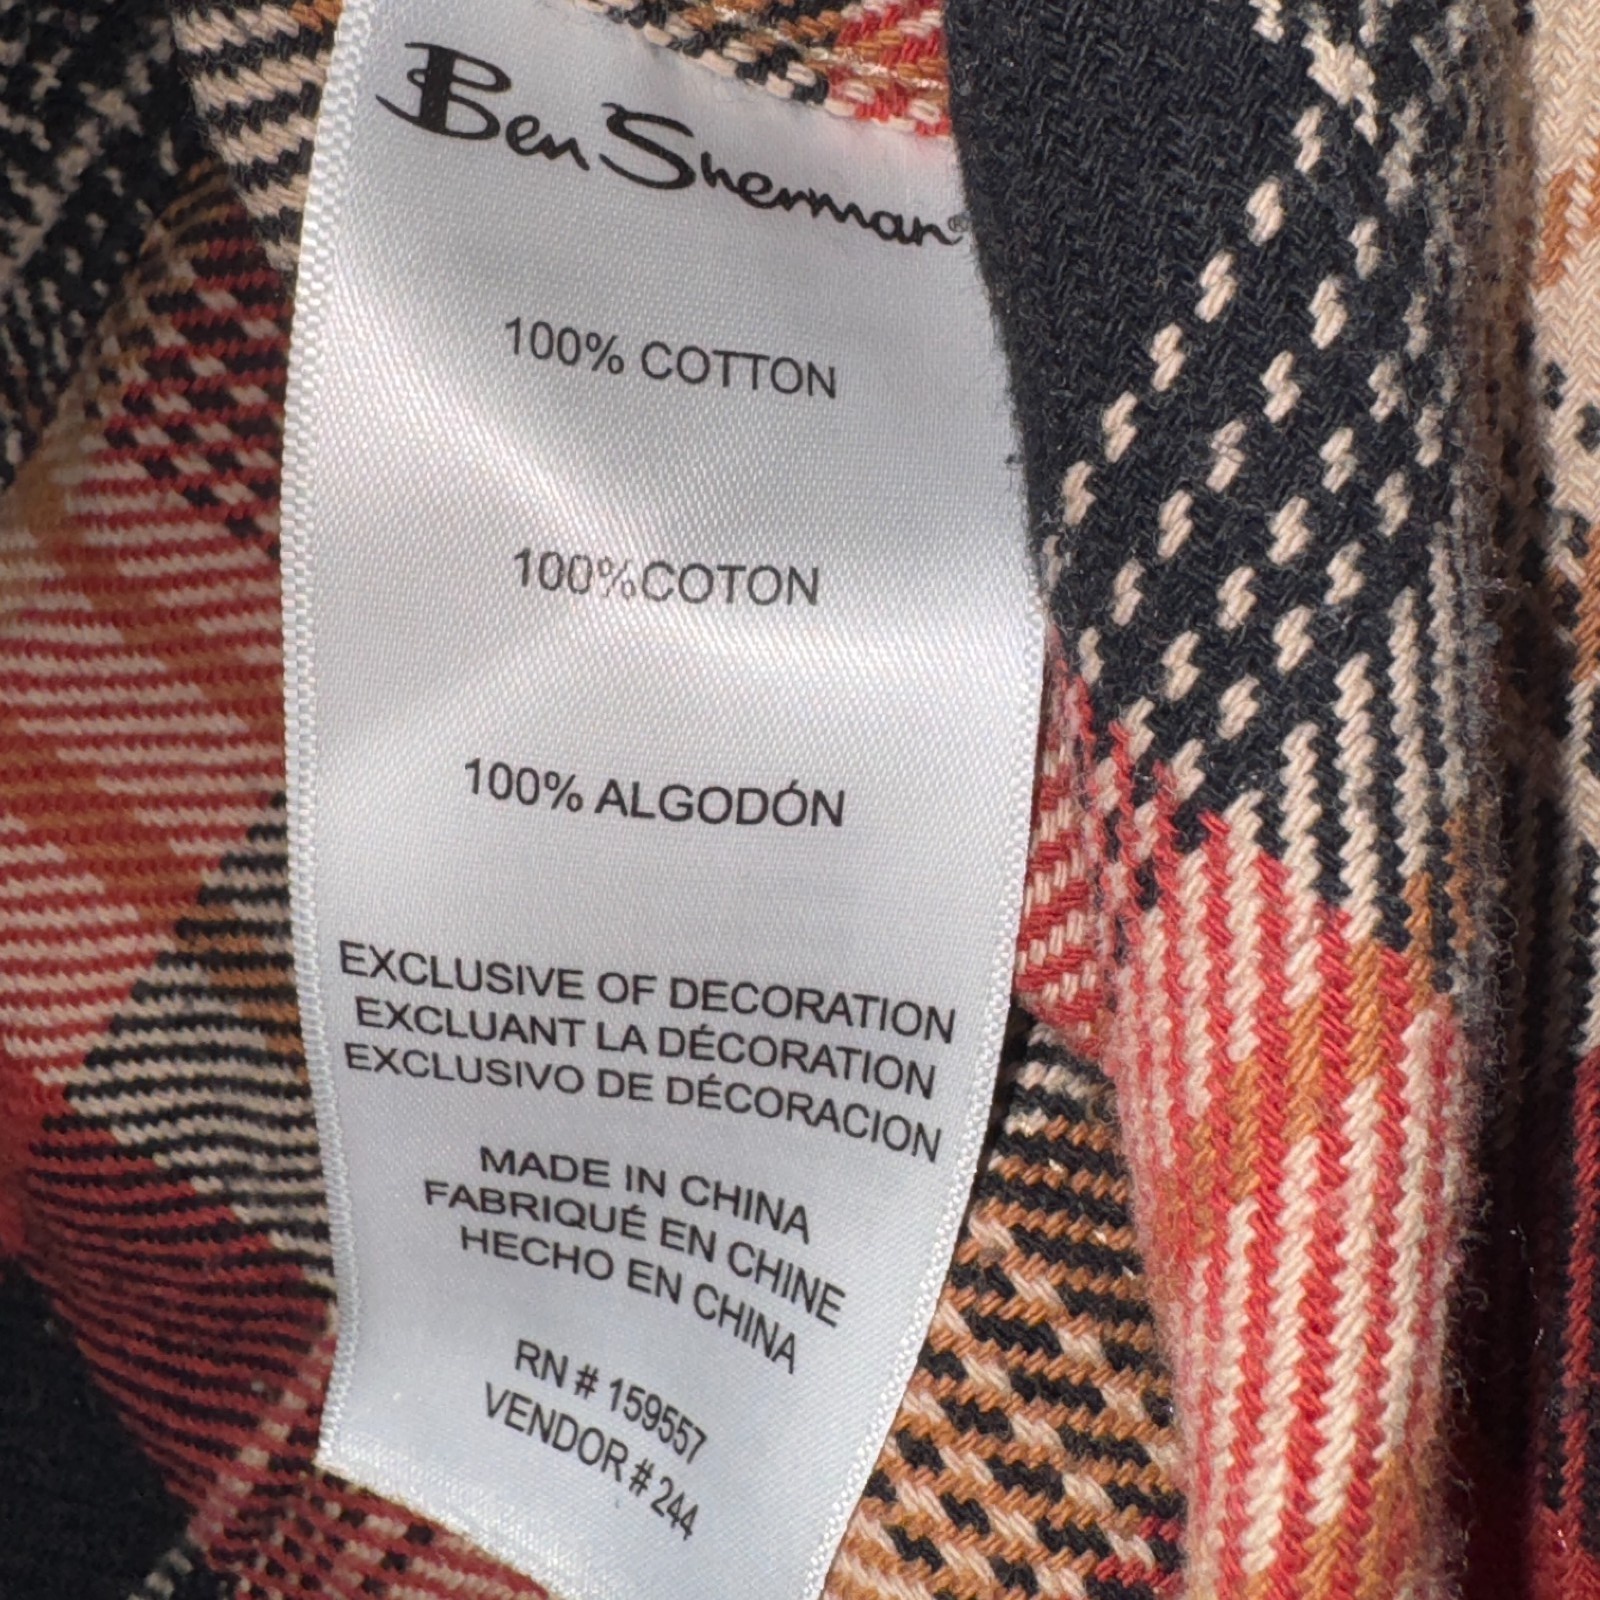 Ben Sherman®
100% COTTON
100%COTON
100% ALGODÓN
EXCLUSIVE OF DECORATION
EXCLUANT LA DÉCORATION
EXCLUSIVO DE DÉCORACION
MADE IN CHINA
FABRIQUÉ EN CHINE
HECHO EN CHINA
RN # 159557
VENDOR # 244